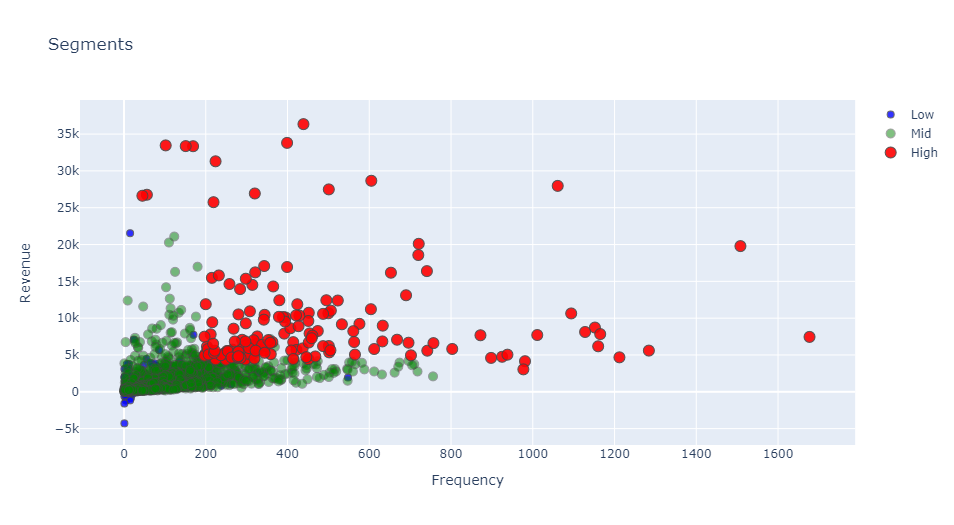 Segments
Low
Mid
High
Revenue
35k
30k
25k
20k
15k
10k
5k
0
−5k
0 200 400 600 800 1000 1200 1400 1600
Frequency